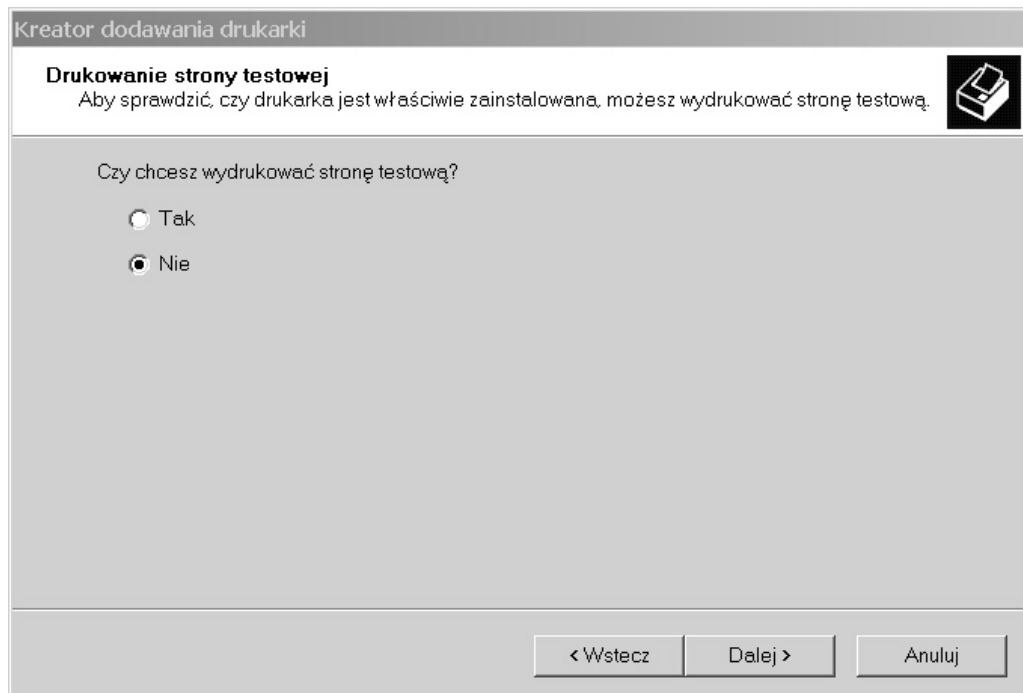 Kreator dodawania drukarki
Drukowanie strony testowej
Aby sprawdzić, czy drukarka jest właściwie zainstalowana, możesz wydrukować stronę testową.
Czy chcesz wydrukować stronę testową?
Tak
Nie
< Wstecz
Dalej >
Anuluj